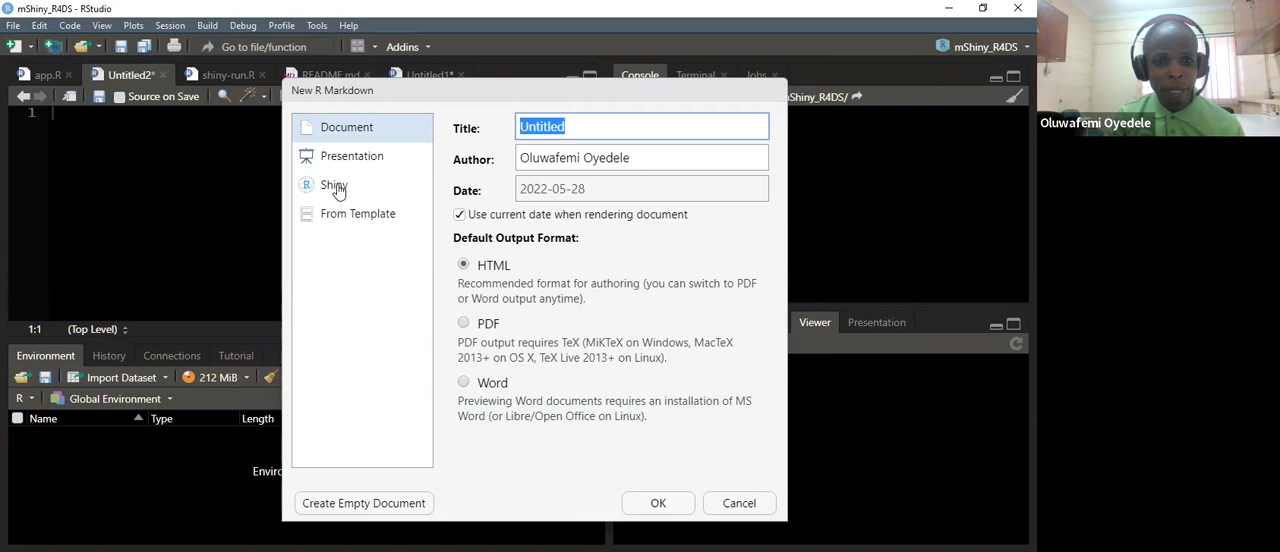 mShiny_R4DS - RStudio
File Edit Code View Plots Session Build Debug Profile Tools Help
Go to file/function
Addins
mShiny_R4DS
app.R
Untitled2*
shiny-run.R
README.md
Untitled1*
Console
Terminal
Jobs
Source on Save
Shiny_R4DS/
1
1:1 (Top Level)
Environment History Connections Tutorial
Import Dataset
212 MiB
R
Global Environment
Name Type Length
Enviro
Viewer Presentation
New R Markdown
Document
Presentation
Shiny
From Template
Title: Untitled
Author: Oluwafemi Oyedele
Date: 2022-05-28
Use current date when rendering document
Default Output Format:
HTML
Recommended format for authoring (you can switch to PDF
or Word output anytime).
PDF
PDF output requires TeX (MiKTeX on Windows, MacTeX
2013+ on OS X, TeX Live 2013+ on Linux).
Word
Previewing Word documents requires an installation of MS
Word (or Libre/Open Office on Linux).
Create Empty Document
OK
Cancel
Oluwafemi Oyedele